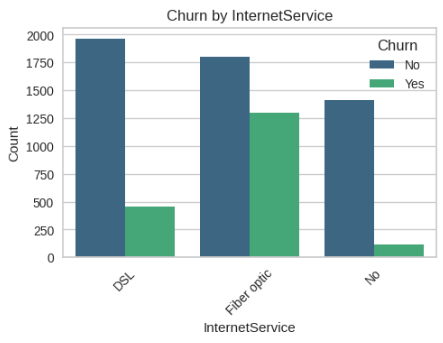 Churn by InternetService
2000
1750
1500
1250
1000
750
500
250
0
Count
Churn
No
Yes
DSL
Fiber optic
No
InternetService